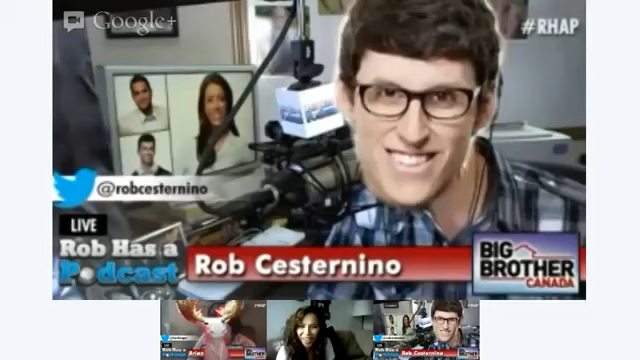 Google+
#RHAP
@robcesternino
LIVE
Rob Has a
Podcast
Rob Cesternino
BIG
BROTHER
CANADA
Brian
Rob Cesternino